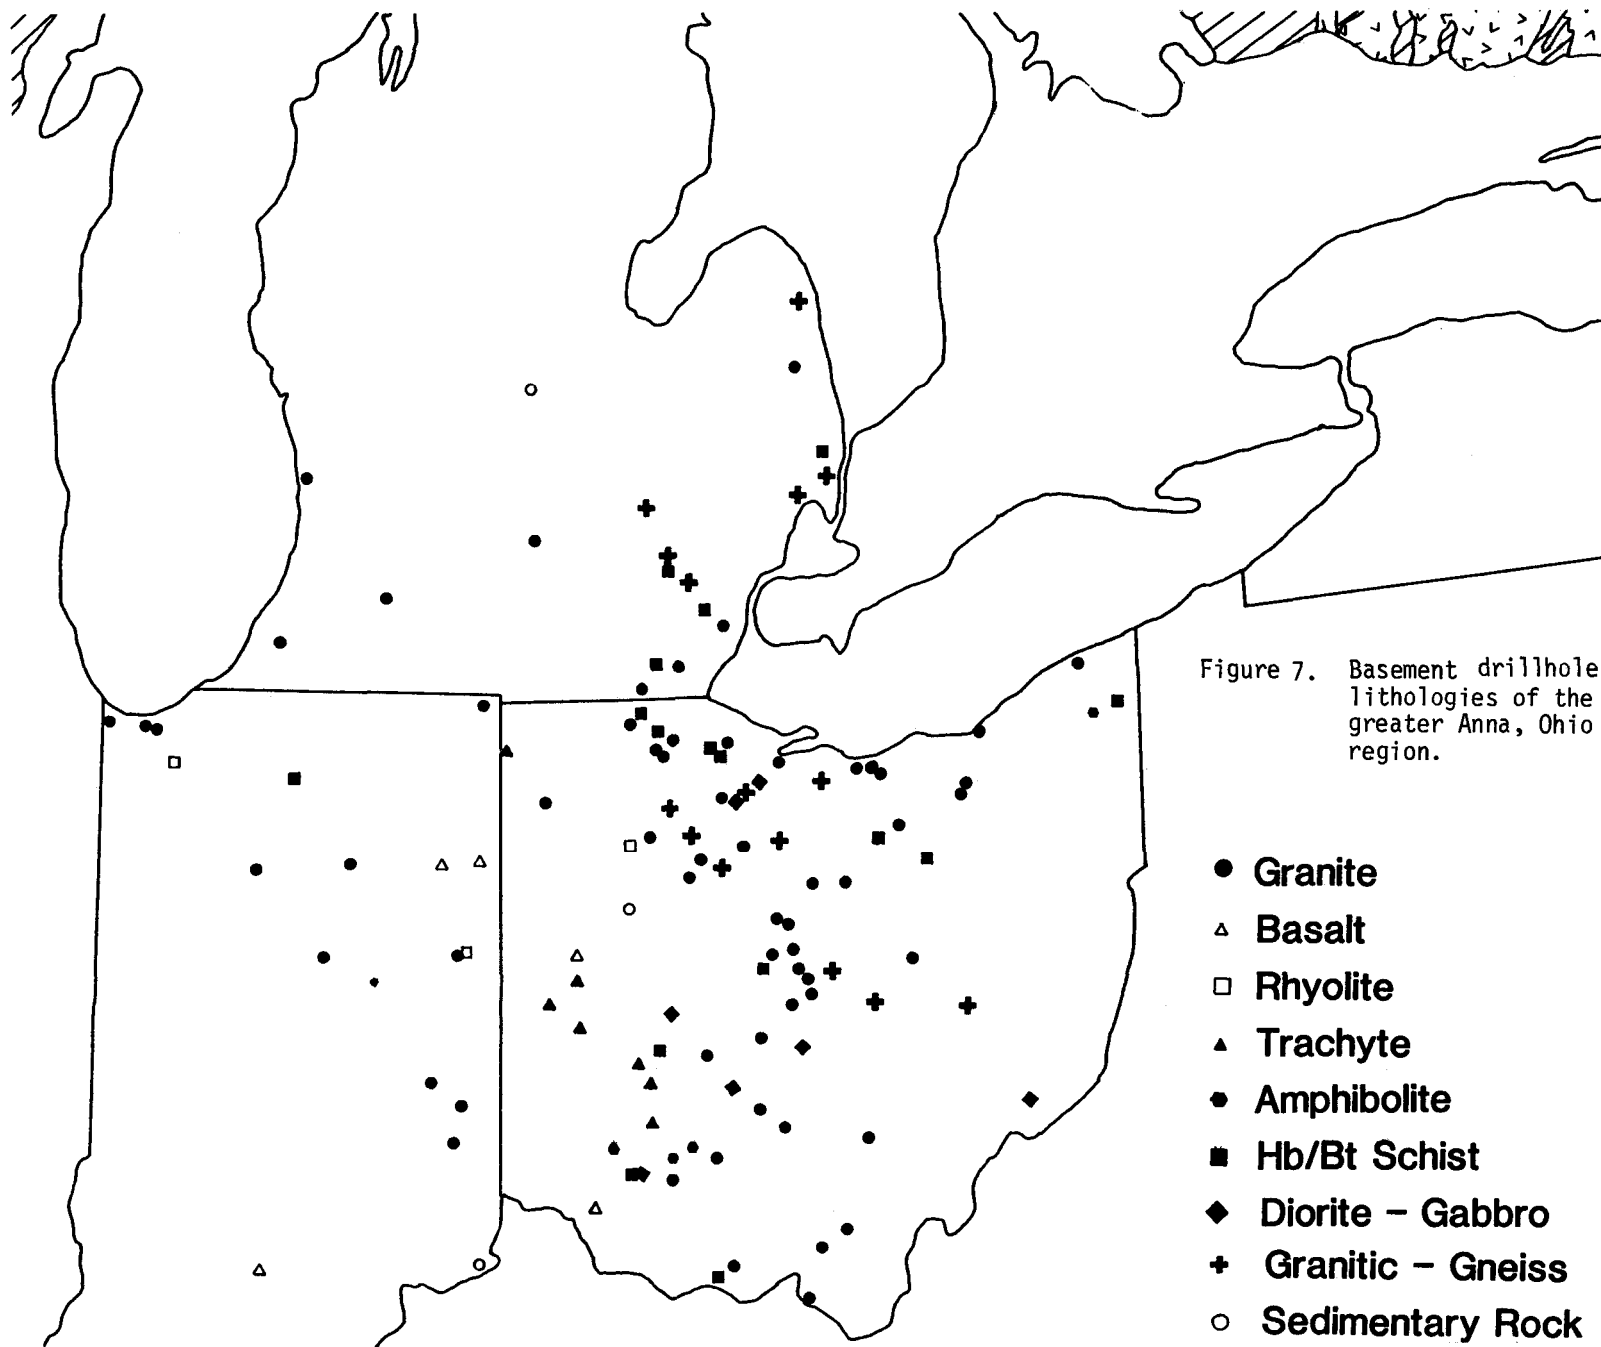 Figure 7. Basement drillhole
lithologies of the
greater Anna, Ohio
region.
Granite
Basalt
Rhyolite
Trachyte
Amphibolite
Hb/Bt Schist
Diorite – Gabbro
Granitic – Gneiss
Sedimentary Rock